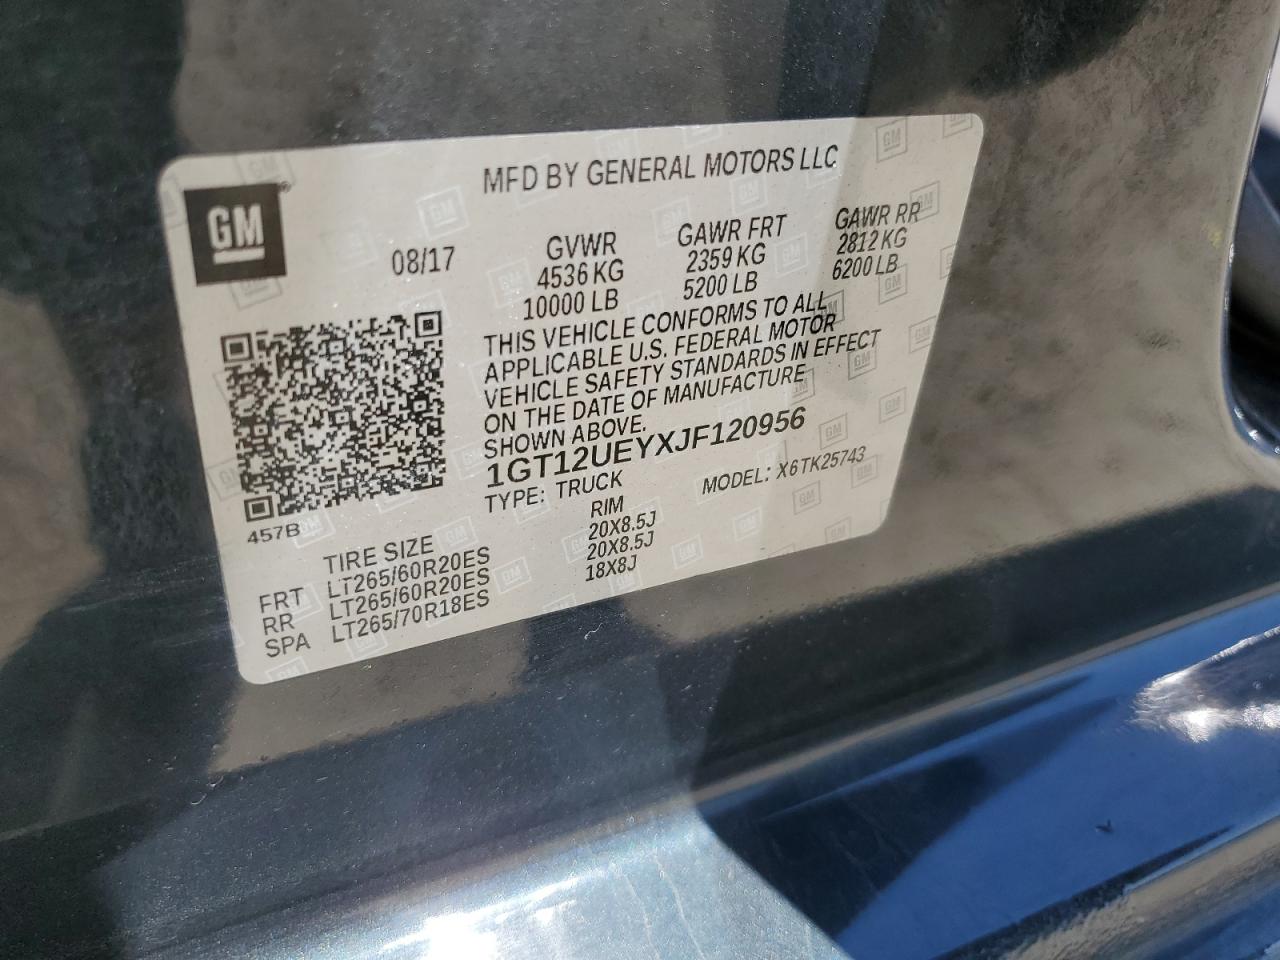 MFD BY GENERAL MOTORS LLC
GM®
08/17
GVWR GAWR FRT GAWR RR
4536 KG 2359 KG 2812 KG
10000 LB 5200 LB 6200 LB
THIS VEHICLE CONFORMS TO ALL
APPLICABLE U.S. FEDERAL MOTOR
VEHICLE SAFETY STANDARDS IN EFFECT
ON THE DATE OF MANUFACTURE
SHOWN ABOVE.
1GT12UEYXJF120956
TYPE: TRUCK MODEL: X6TK25743
457B
TIRE SIZE RIM
FRT LT265/60R20ES 20X8.5J
RR LT265/60R20ES 20X8.5J
SPA LT265/70R18ES 18X8J